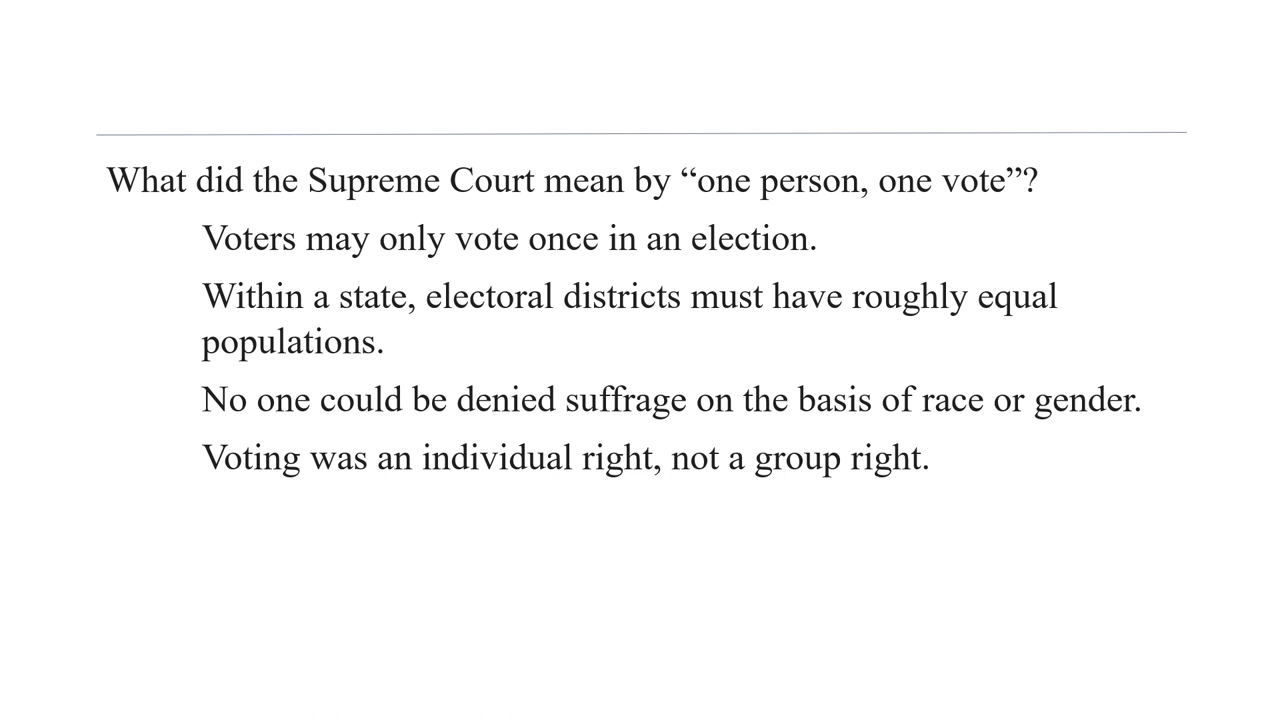 What did the Supreme Court mean by “one person, one vote”?
Voters may only vote once in an election.
Within a state, electoral districts must have roughly equal
populations.
No one could be denied suffrage on the basis of race or gender.
Voting was an individual right, not a group right.